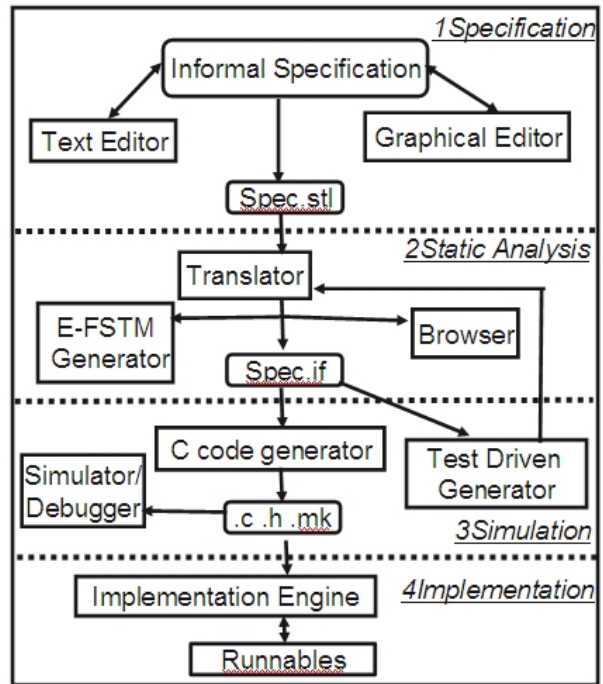 1Specification
Informal Specification
Text Editor
Graphical Editor
Spec.stl
2Static Analysis
Translator
E-FSTM
Generator
Browser
Spec.if
C code generator
Test Driven
Generator
Simulator/
Debugger
.c .h .mk
3Simulation
4Implementation
Implementation Engine
Runnables